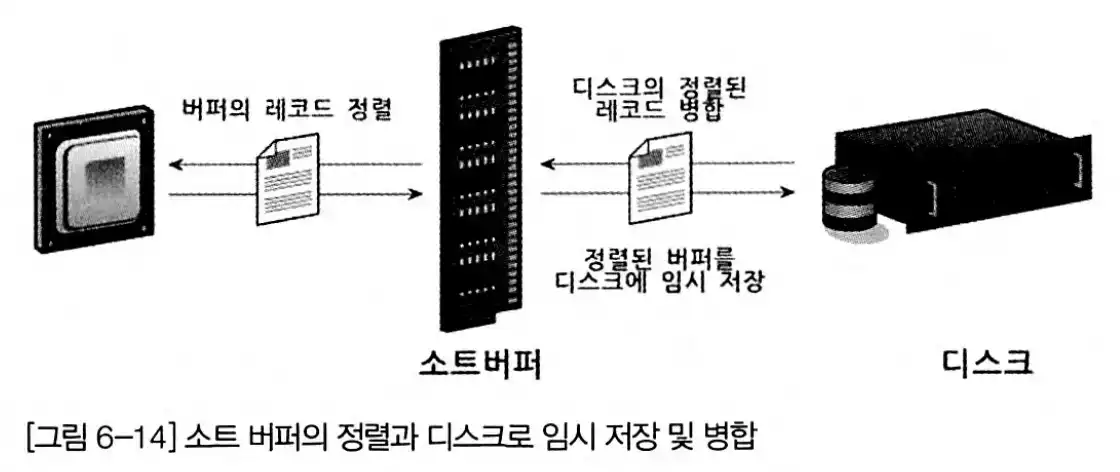 버퍼의 레코드 정렬
디스크의 정렬된
레코드 병합
정렬된 버퍼를
디스크에 임시 저장
소트버퍼
디스크
[그림 6-14] 소트 버퍼의 정렬과 디스크로 임시 저장 및 병합